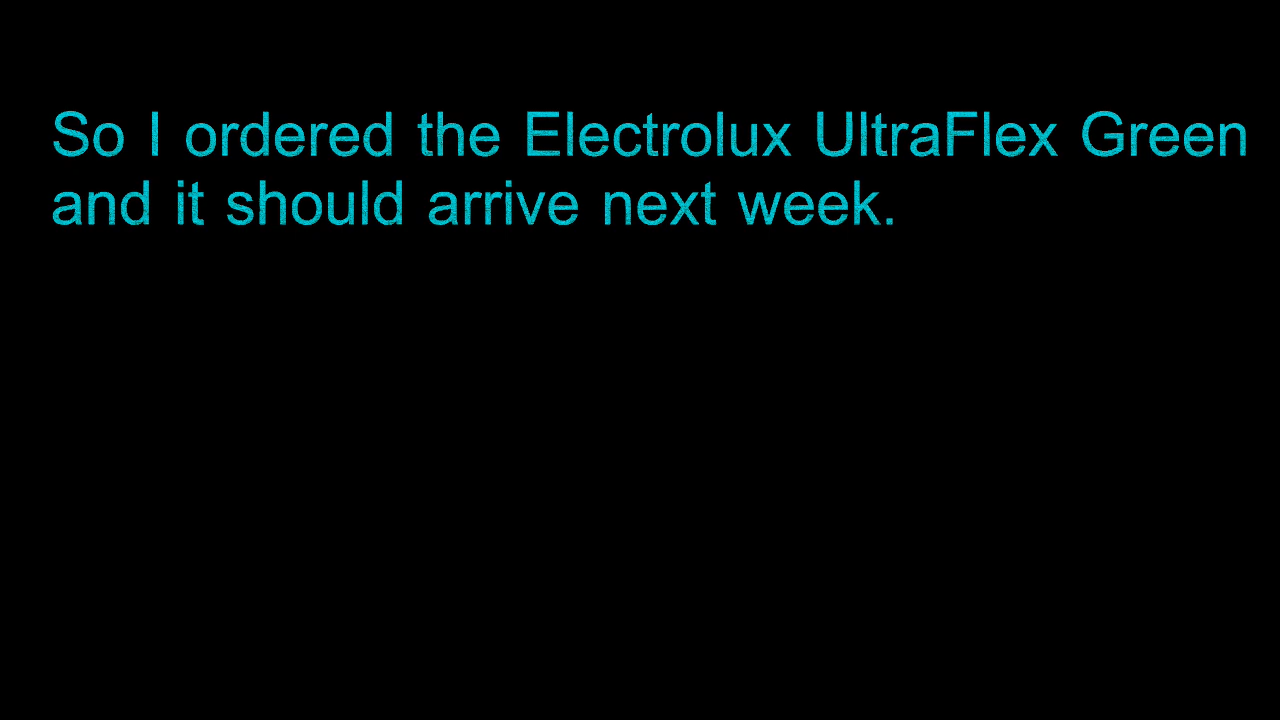 So I ordered the Electrolux UltraFlex Green
and it should arrive next week.